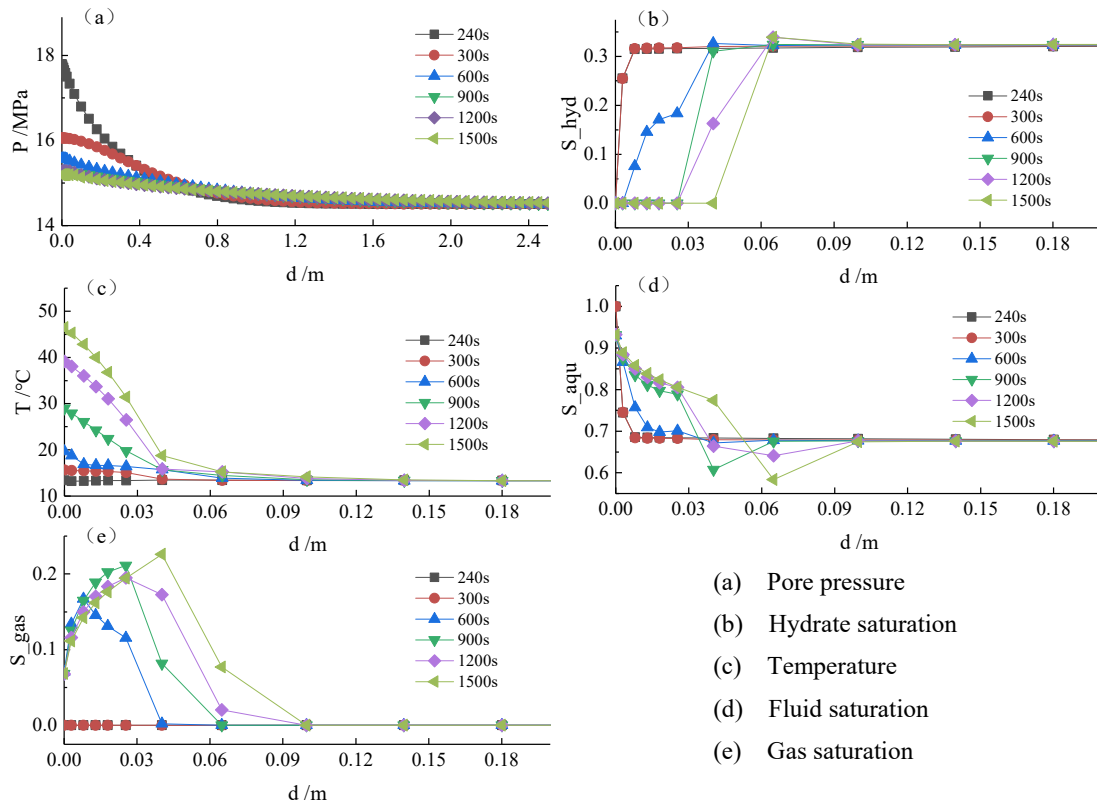 (a)
P /MPa
18
16
14
0.0 0.4 0.8 1.2 1.6 2.0 2.4
d /m
240s
300s
600s
900s
1200s
1500s
(b)
S_hyd
0.3
0.2
0.1
0.0
0.00 0.03 0.06 0.09 0.12 0.15 0.18
d /m
240s
300s
600s
900s
1200s
1500s
(c)
T /°C
50
40
30
20
10
0.00 0.03 0.06 0.09 0.12 0.15 0.18
d /m
240s
300s
600s
900s
1200s
1500s
(d)
S_aqu
1.0
0.9
0.8
0.7
0.6
0.00 0.03 0.06 0.09 0.12 0.15 0.18
d /m
240s
300s
600s
900s
1200s
1500s
(e)
S_gas
0.2
0.1
0.0
0.00 0.03 0.06 0.09 0.12 0.15 0.18
d /m
240s
300s
600s
900s
1200s
1500s
(a) Pore pressure
(b) Hydrate saturation
(c) Temperature
(d) Fluid saturation
(e) Gas saturation